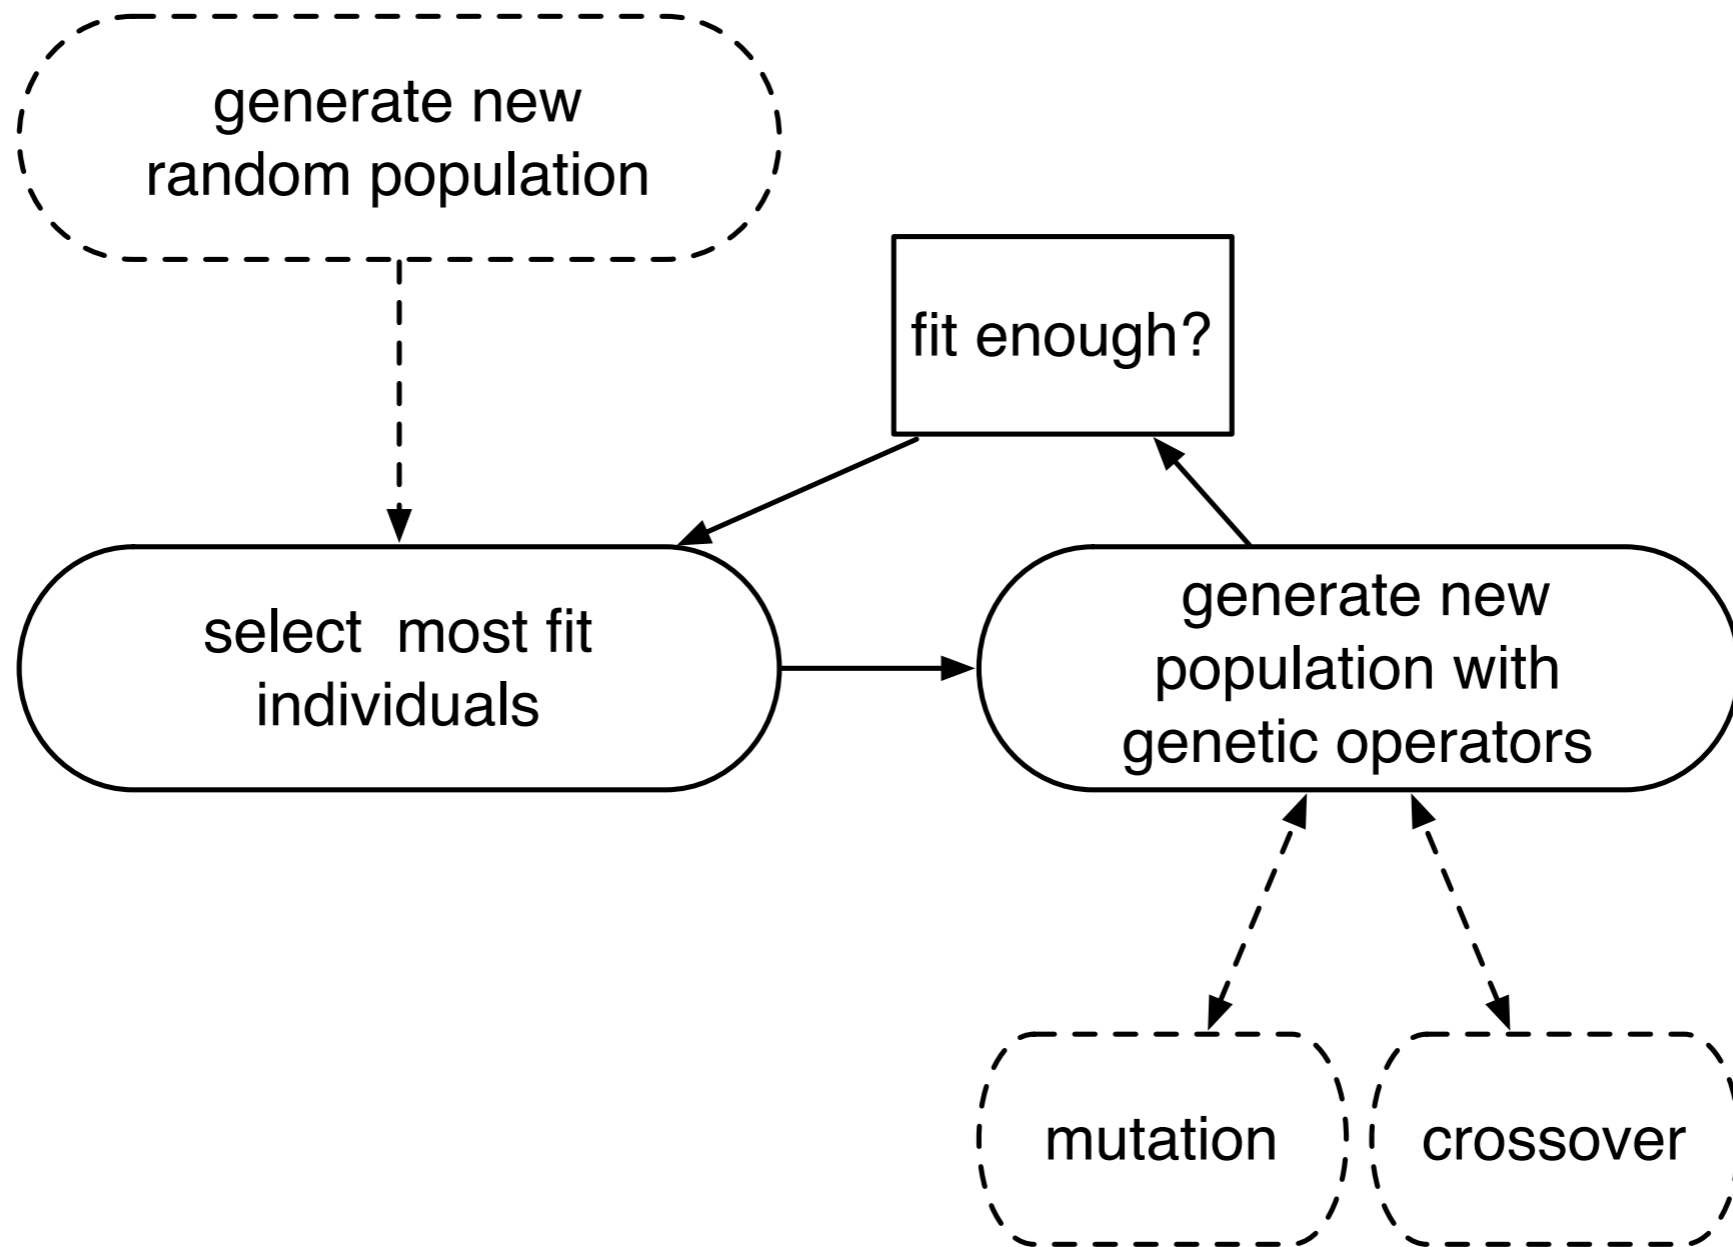 generate new
random population
fit enough?
select  most fit
individuals
generate new
population with
genetic operators
mutation
crossover